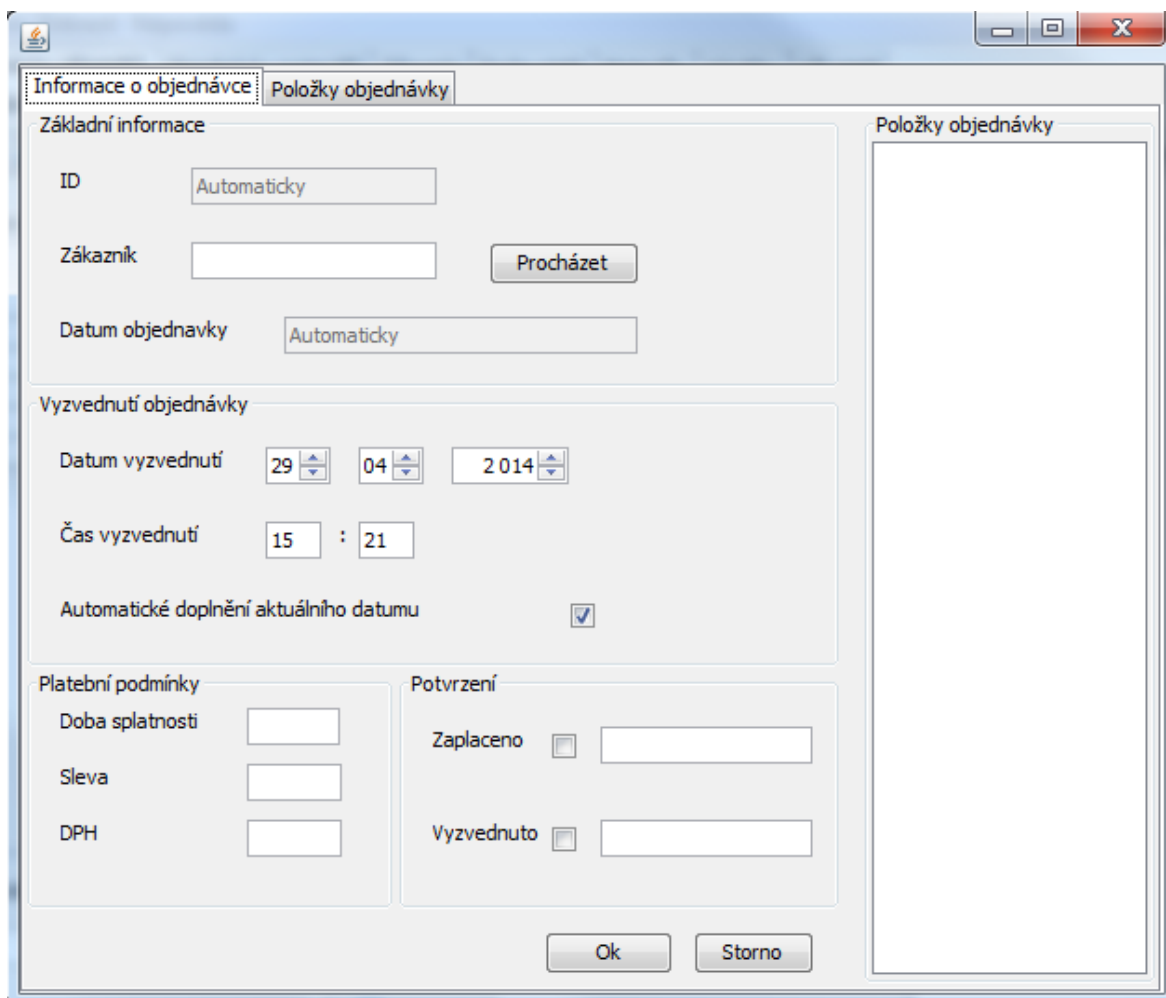 Informace o objednávce Položky objednávky
Základní informace
ID Automaticky
Zákazník Procházet
Datum objednavky Automaticky
Vyzvednutí objednávky
Datum vyzvednutí 29 04 2 014
Čas vyzvednutí 15 : 21
Automatické doplnění aktuálního datumu
Platební podmínky
Doba splatnosti
Sleva
DPH
Potvrzení
Zaplaceno
Vyzvednuto
Ok Storno
Položky objednávky